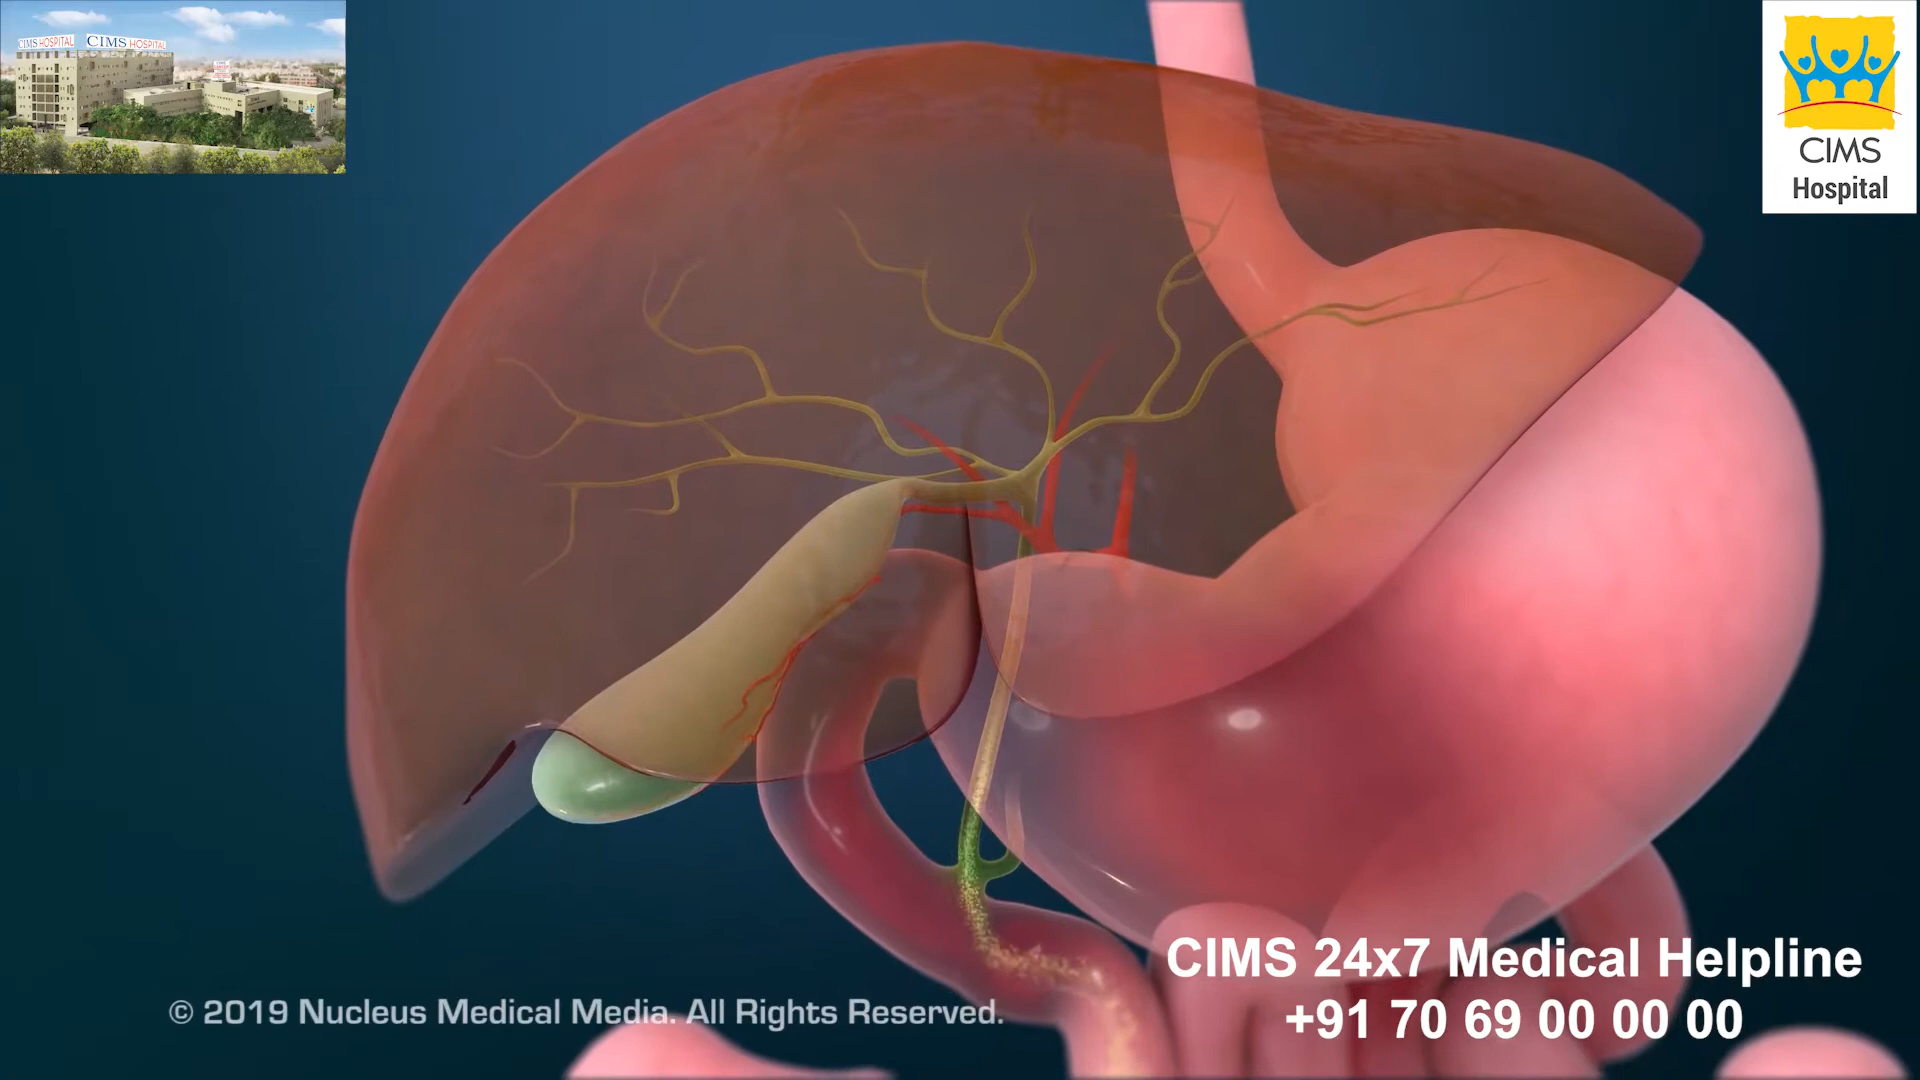 CIMS HOSPITAL
CIMS HOSPITAL
CIMS
Hospital
CIMS 24x7 Medical Helpline
+91 70 69 00 00 00
© 2019 Nucleus Medical Media. All Rights Reserved.